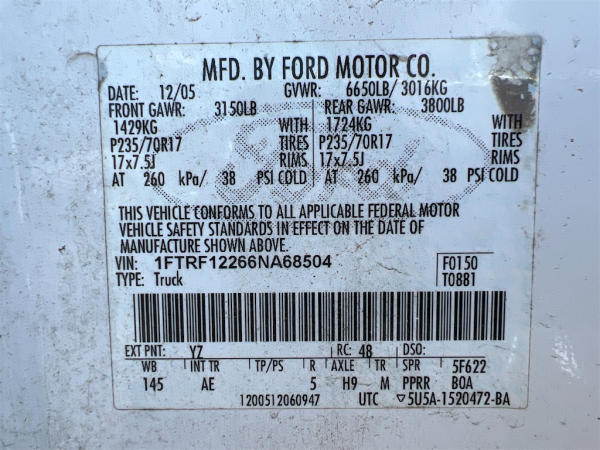 MFD. BY FORD MOTOR CO.
DATE: 12/05 GVWR: 6650LB/ 3016KG
FRONT GAWR: 3150LB REAR GAWR: 3800LB
1429KG WITH 1724KG WITH
P235/70R17 TIRES P235/70R17 TIRES
17x7.5J RIMS 17x7.5J RIMS
AT 260 kPa/ 38 PSI COLD AT 260 kPa/ 38 PSI COLD
THIS VEHICLE CONFORMS TO ALL APPLICABLE FEDERAL MOTOR
VEHICLE SAFETY STANDARDS IN EFFECT ON THE DATE OF
MANUFACTURE SHOWN ABOVE.
VIN: 1FTRF12266NA68504 F0150
TYPE: Truck T0881
EXT PNT: YZ RC: 48 DSO:
WB INT TR TP/PS R AXLE TR SPR 5F622
145 AE 5 H9 M PPRR BOA
1200512060947 UTC ▽5U5A-1520472-BA